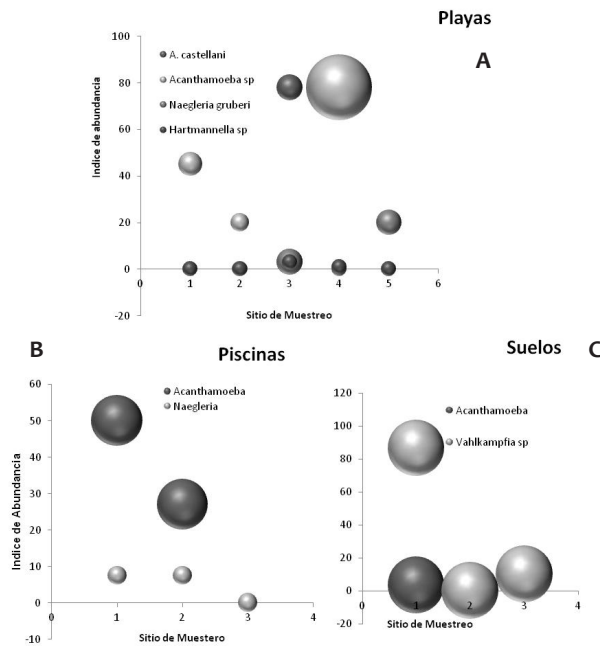 Playas
A
100
80
60
40
20
0
-20
Indice de abundancia
A. castellani
Acanthamoeba sp
Naegleria gruberi
Hartmannella sp
0 1 2 3 4 5 6
Sitio de Muestreo
B
Piscinas
60
50
40
30
20
10
0
-10
Indice de Abundancia
Acanthamoeba
Naegleria
0 1 2 3 4
Sitio de Muestero
Suelos
C
120
100
80
60
40
20
0
-20
Acanthamoeba
Vahlkampfia sp
0 1 2 3 4
Sitio de Muestreo